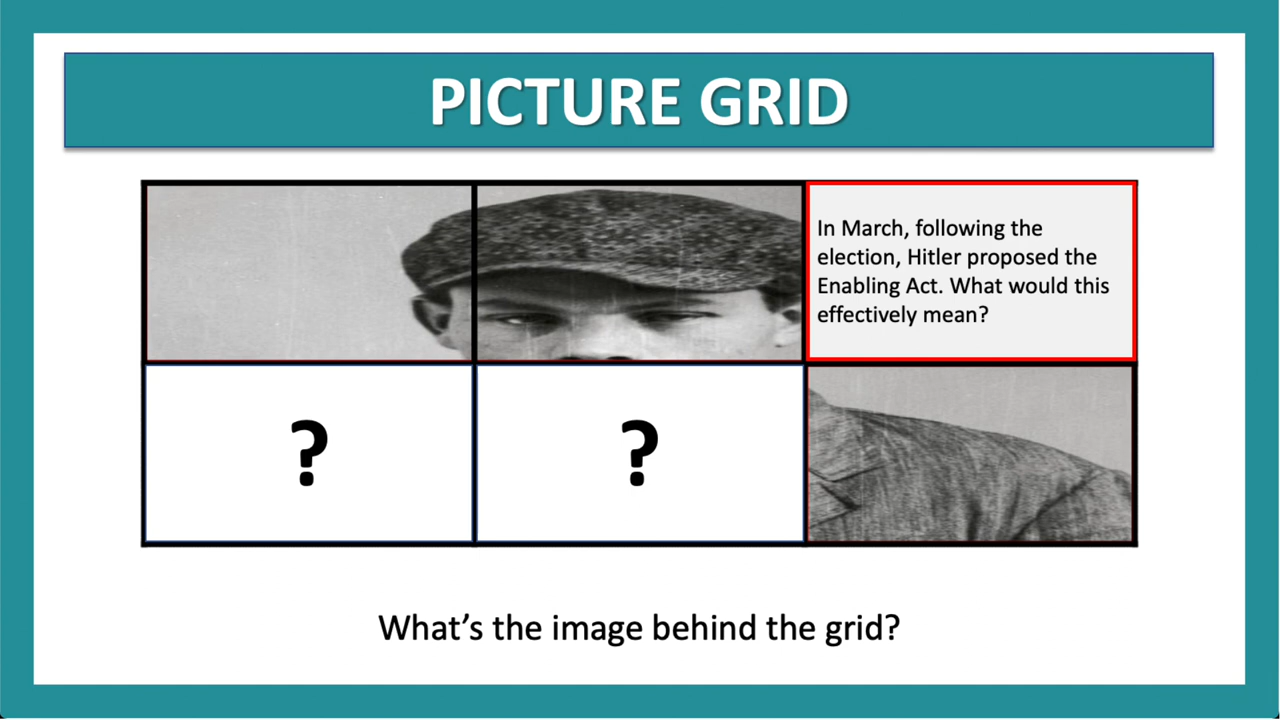 PICTURE GRID
In March, following the
election, Hitler proposed the
Enabling Act. What would this
effectively mean?
?
?
What’s the image behind the grid?